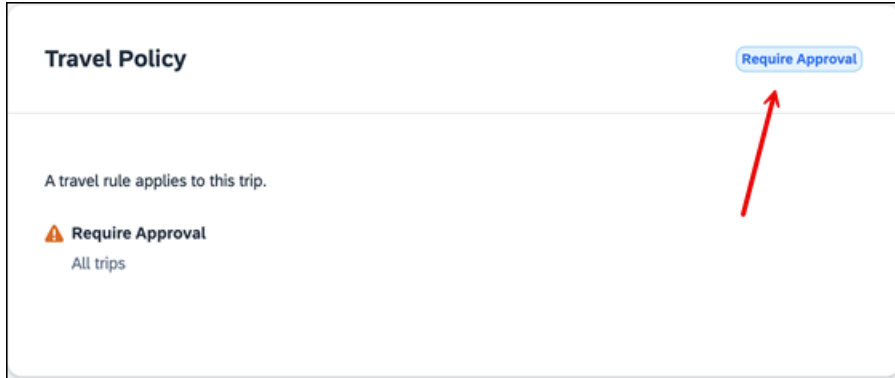 Travel Policy
Require Approval
A travel rule applies to this trip.
Require Approval
All trips